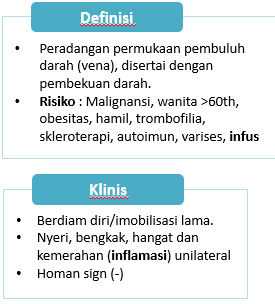 Definisi
• Peradangan permukaan pembuluh
darah (vena), disertai dengan
pembekuan darah.
• Risiko : Malignansi, wanita >60th,
obesitas, hamil, trombofilia,
skleroterapi, autoimun, varises, infus
Klinis
• Berdiam diri/imobilisasi lama.
• Nyeri, bengkak, hangat dan
kemerahan (inflamasi) unilateral
• Homan sign (-)